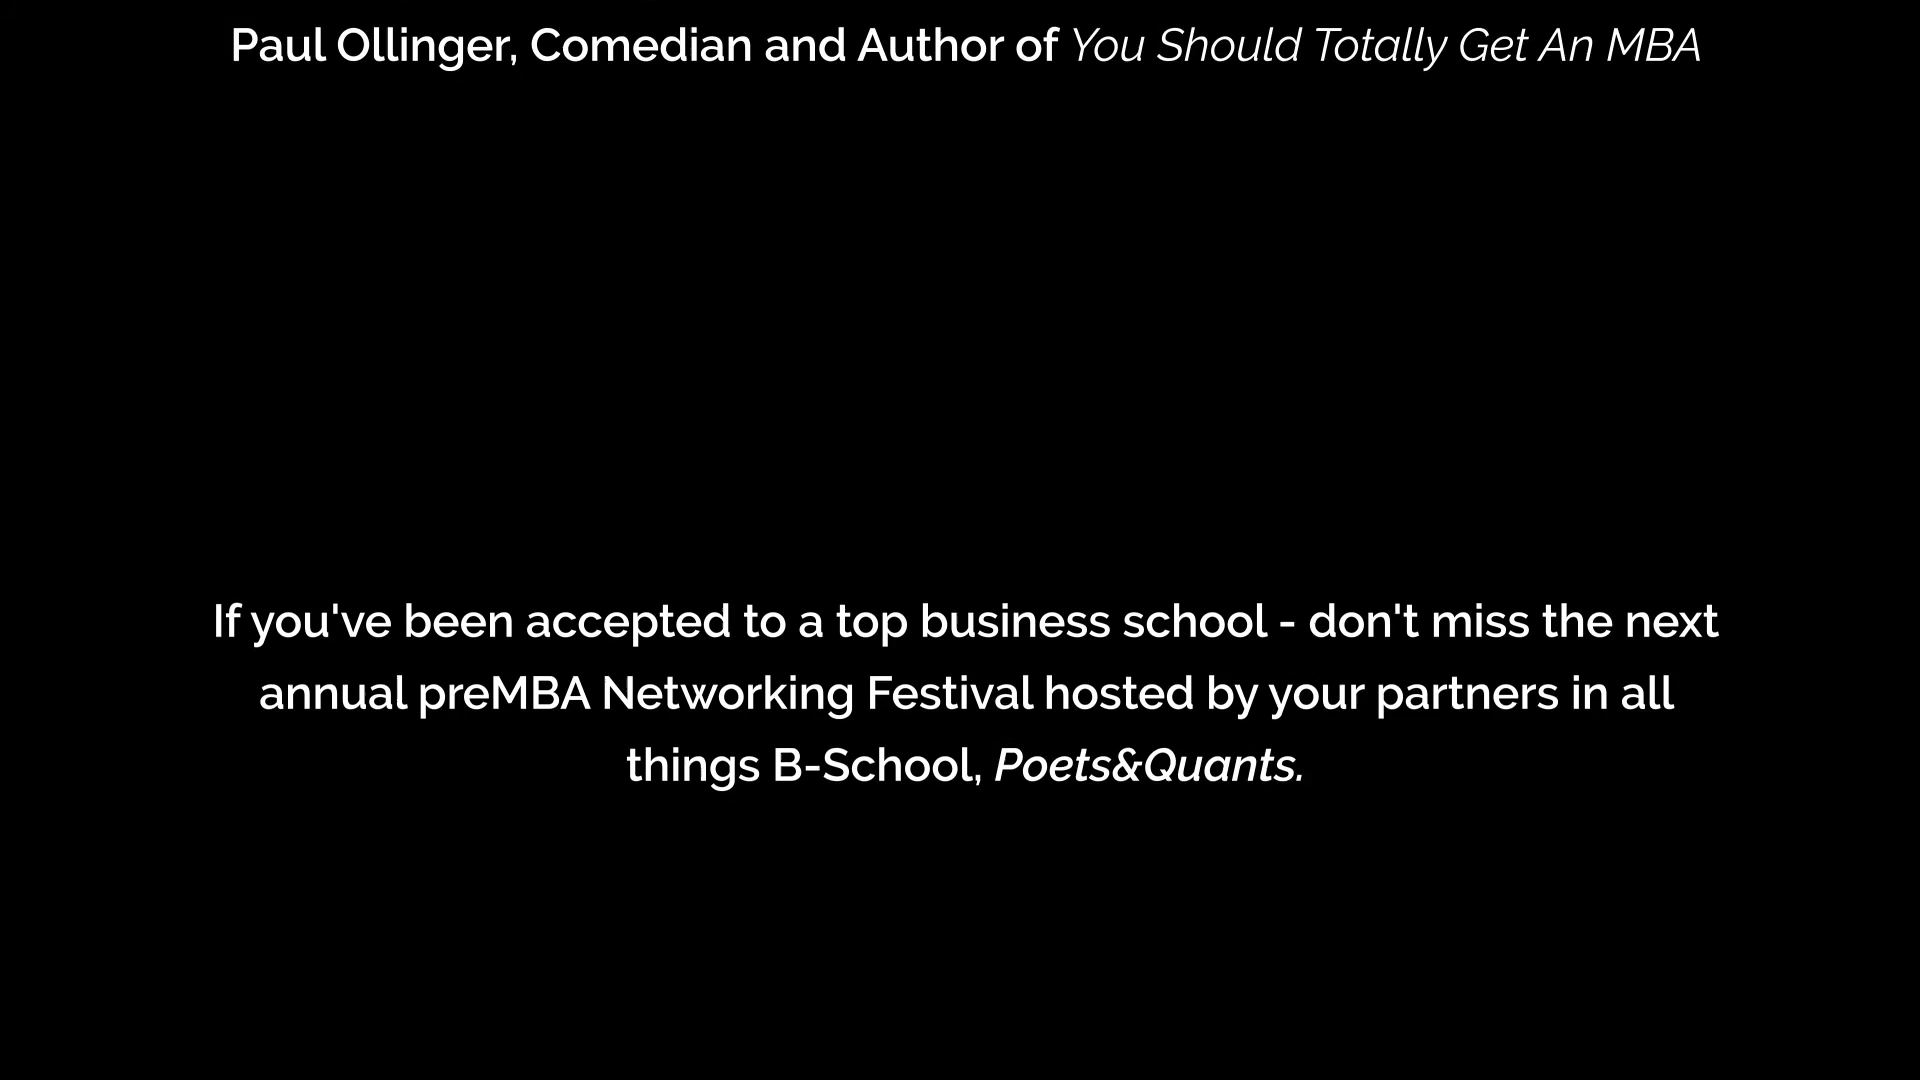 Paul Ollinger, Comedian and Author of You Should Totally Get An MBA
If you've been accepted to a top business school - don't miss the next
annual preMBA Networking Festival hosted by your partners in all
things B-School, Poets&Quants.